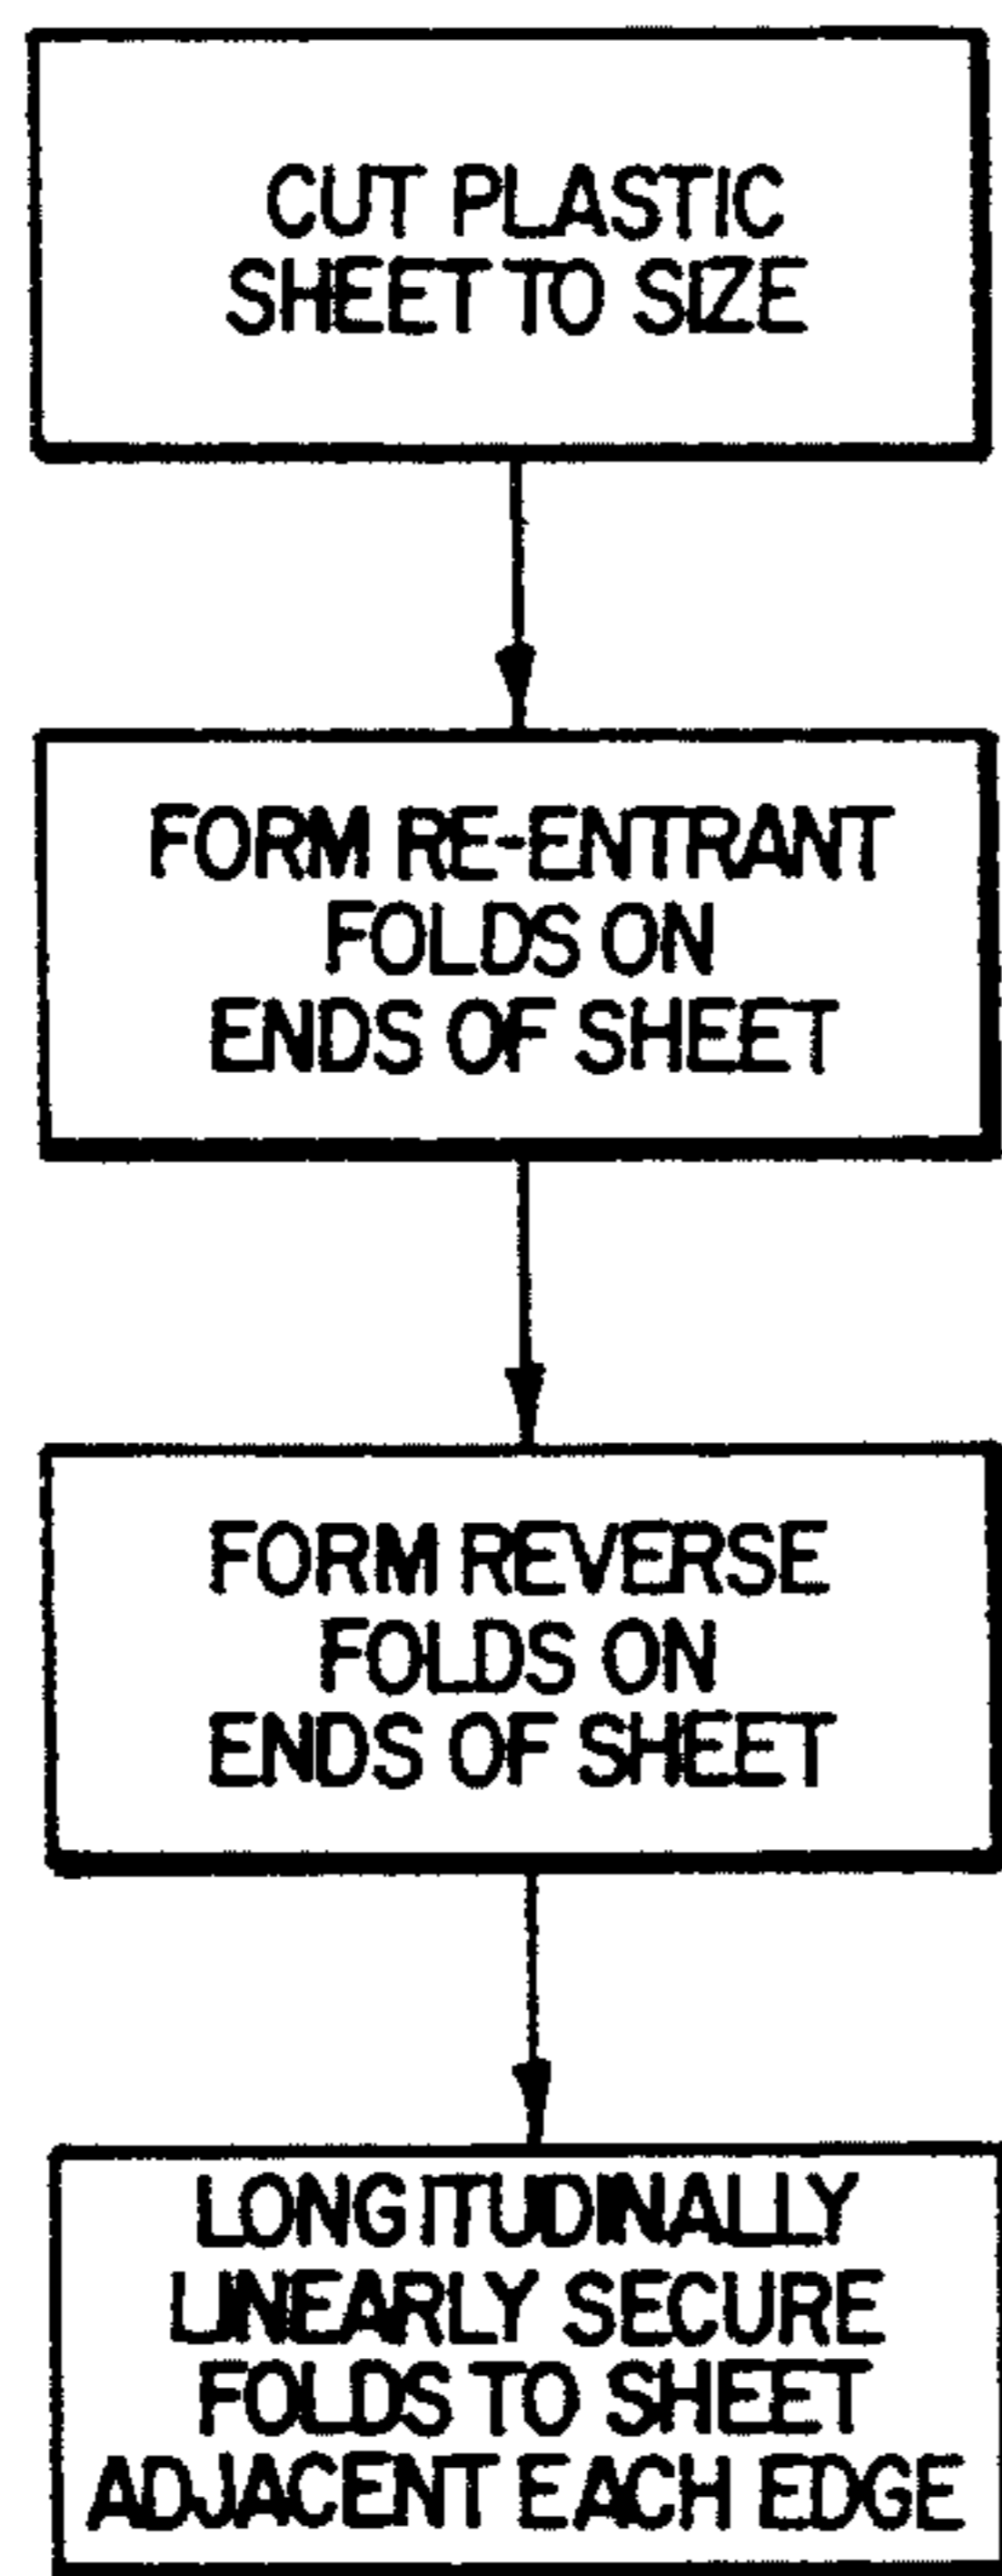 CUT PLASTIC
SHEET TO SIZE
FORM RE-ENTRANT
FOLDS ON
ENDS OF SHEET
FORM REVERSE
FOLDS ON
ENDS OF SHEET
LONGITUDINALLY
LINEARLY SECURE
FOLDS TO SHEET
ADJACENT EACH EDGE